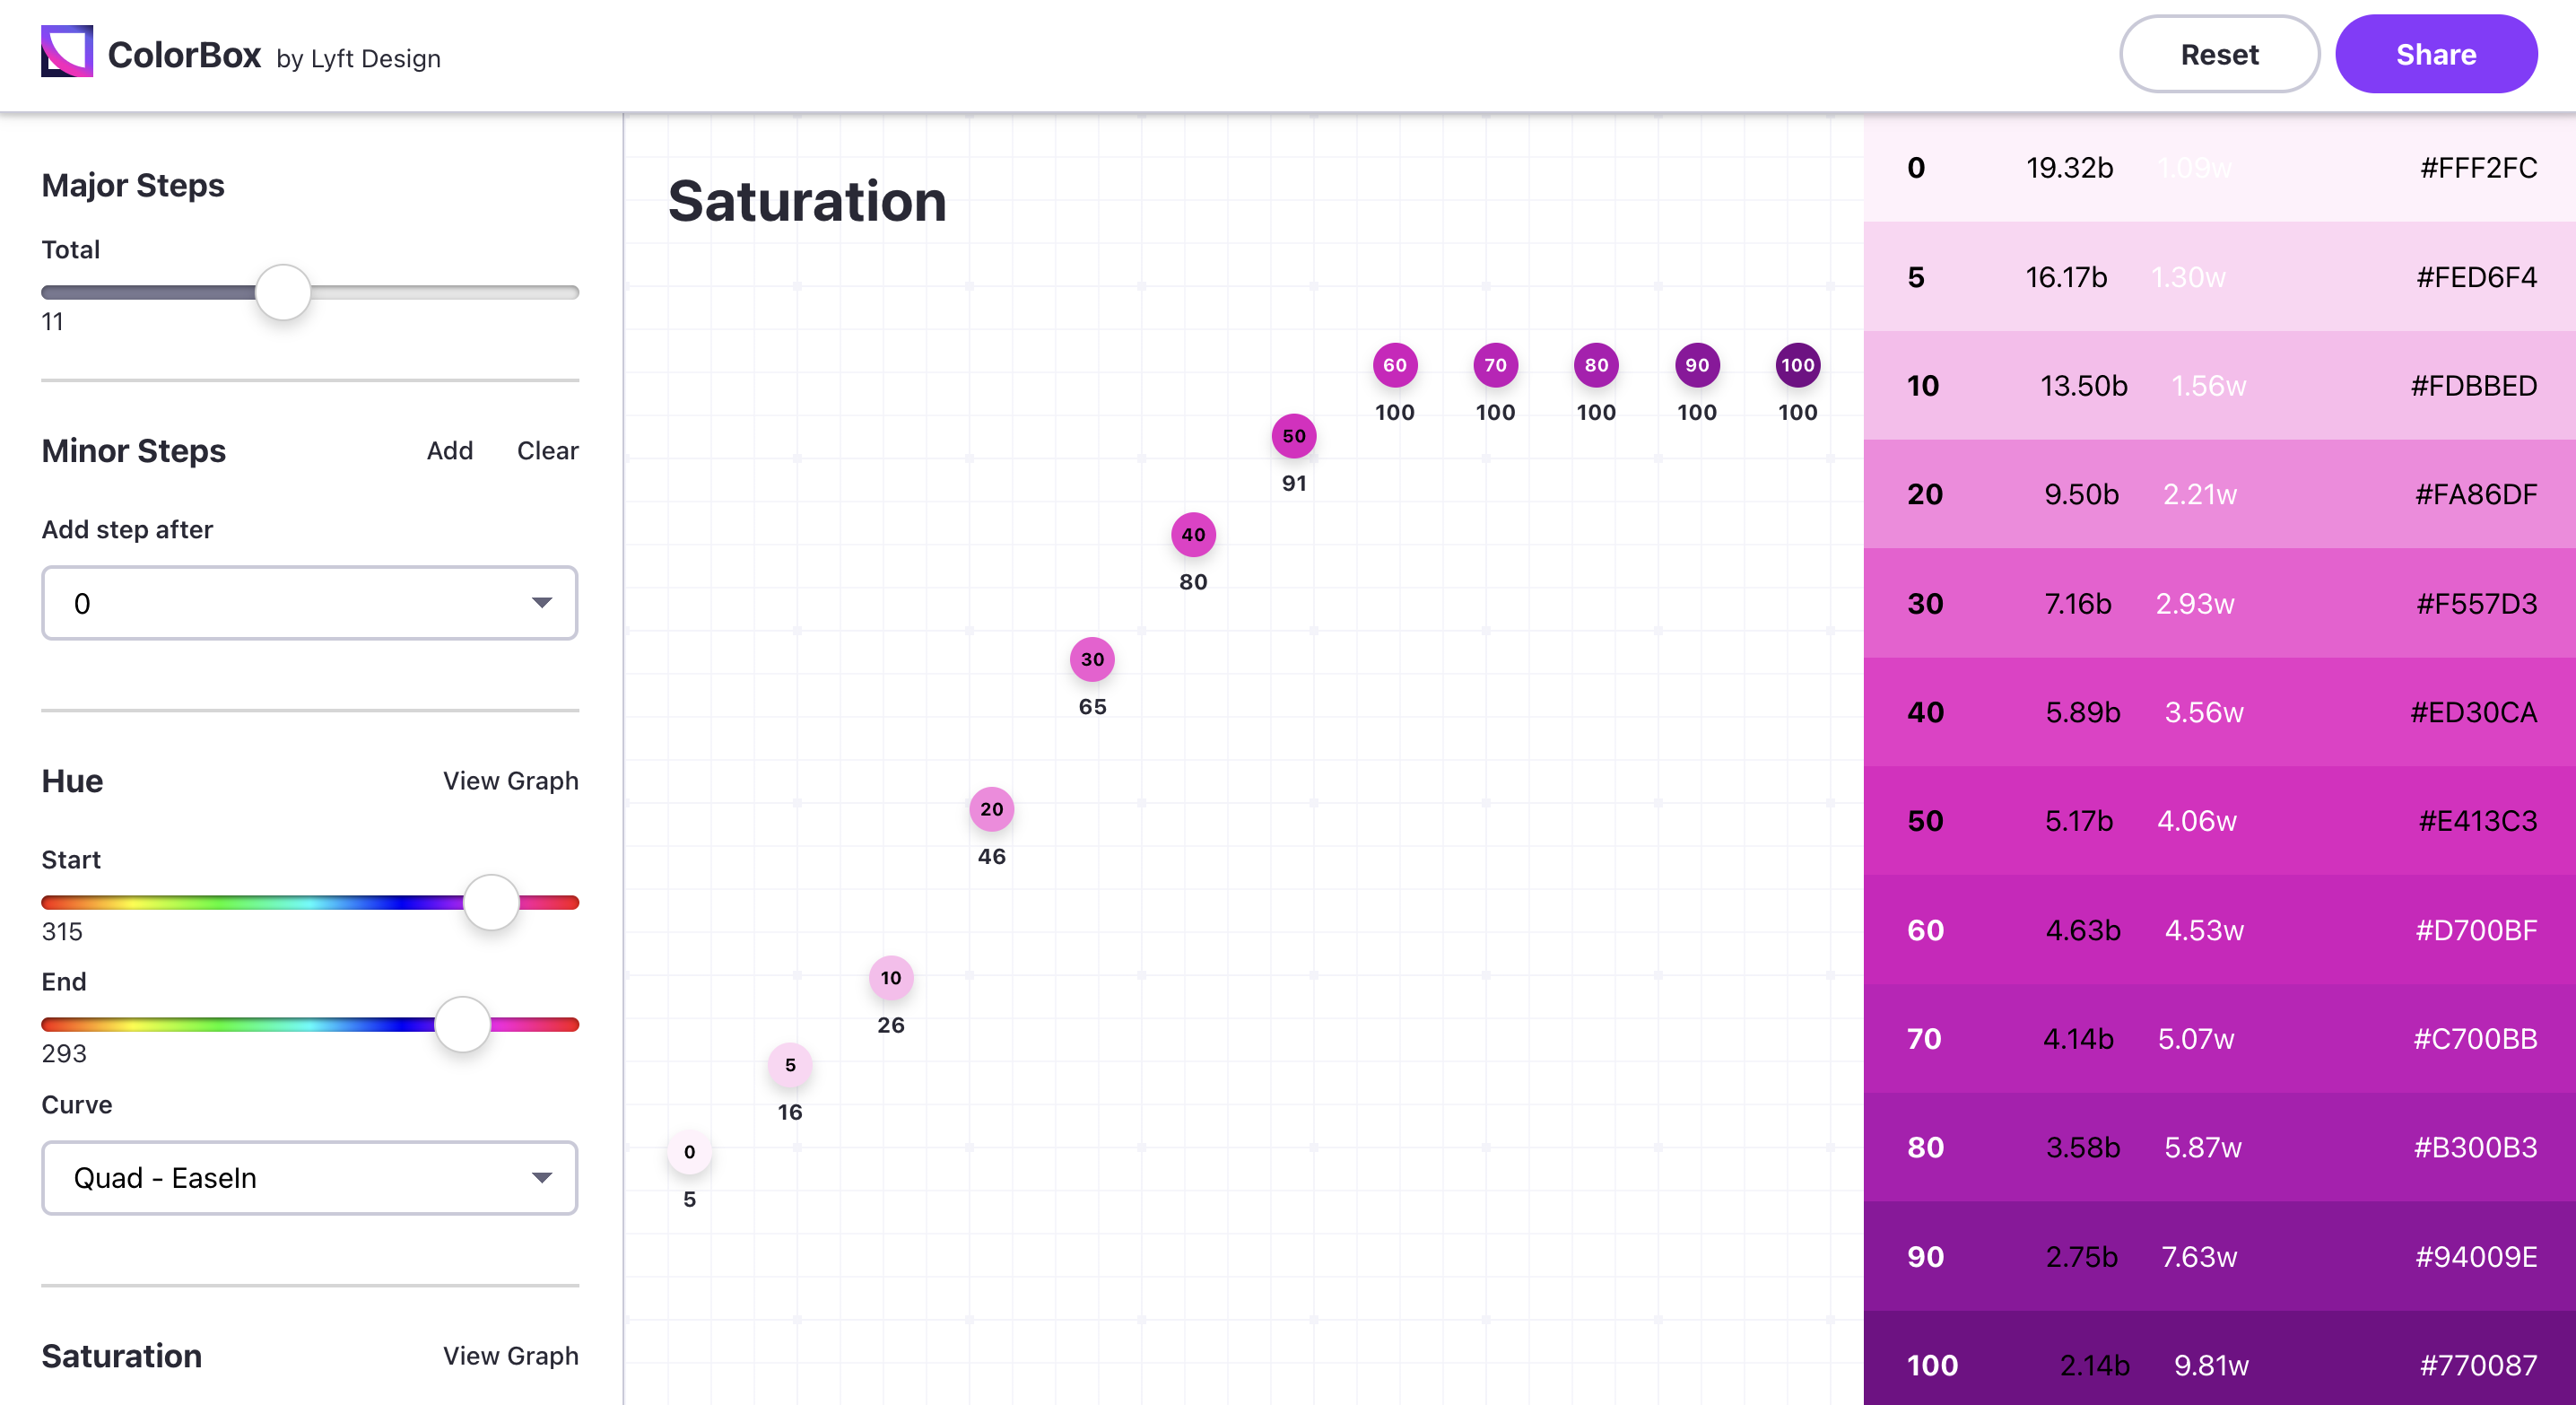 ColorBox by Lyft Design
Reset
Share
Major Steps
Total
11
Minor Steps Add Clear
Add step after
0
Hue View Graph
Start
315
End
293
Curve
Quad - EaseIn
Saturation View Graph
Saturation
60 70 80 90 100
100 100 100 100 100
50
91
40
80
30
65
20
46
10
26
5
16
0
5
0 19.32b 1.09w #FFF2FC
5 16.17b 1.30w #FED6F4
10 13.50b 1.56w #FDBBED
20 9.50b 2.21w #FA86DF
30 7.16b 2.93w #F557D3
40 5.89b 3.56w #ED30CA
50 5.17b 4.06w #E413C3
60 4.63b 4.53w #D700BF
70 4.14b 5.07w #C700BB
80 3.58b 5.87w #B300B3
90 2.75b 7.63w #94009E
100 2.14b 9.81w #770087